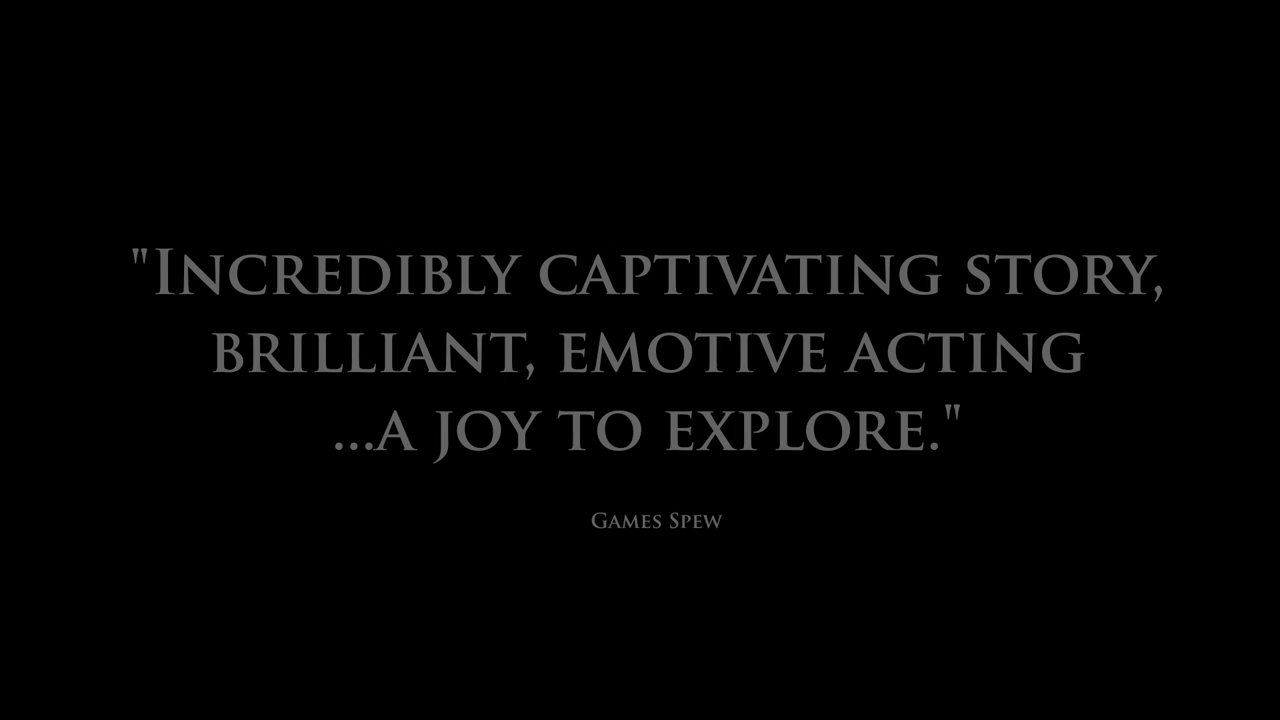 "Incredibly captivating story,
brilliant, emotive acting
...a joy to explore."
Games Spew